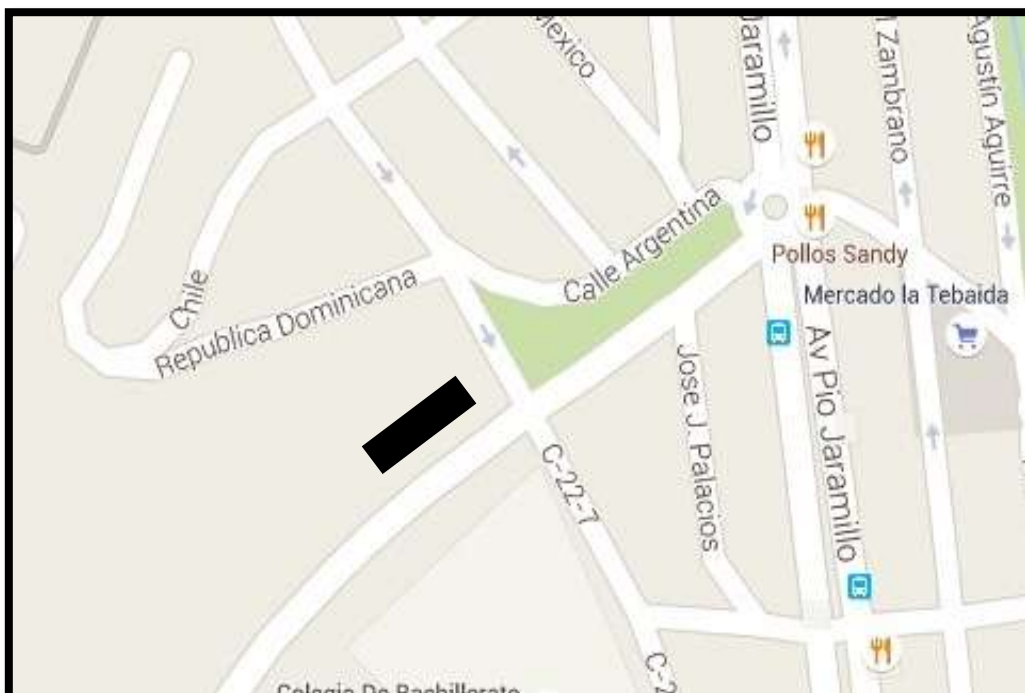 Mexico
Jaramillo
Zambrano
Agustín Aguirre
Calle Argentina
Pollos Sandy
Chile
Republica Dominicana
Mercado la Tebaida
Jose J. Palacios
Av Pio Jaramillo
C-22-7
C-2
Colegio De Bachillerato